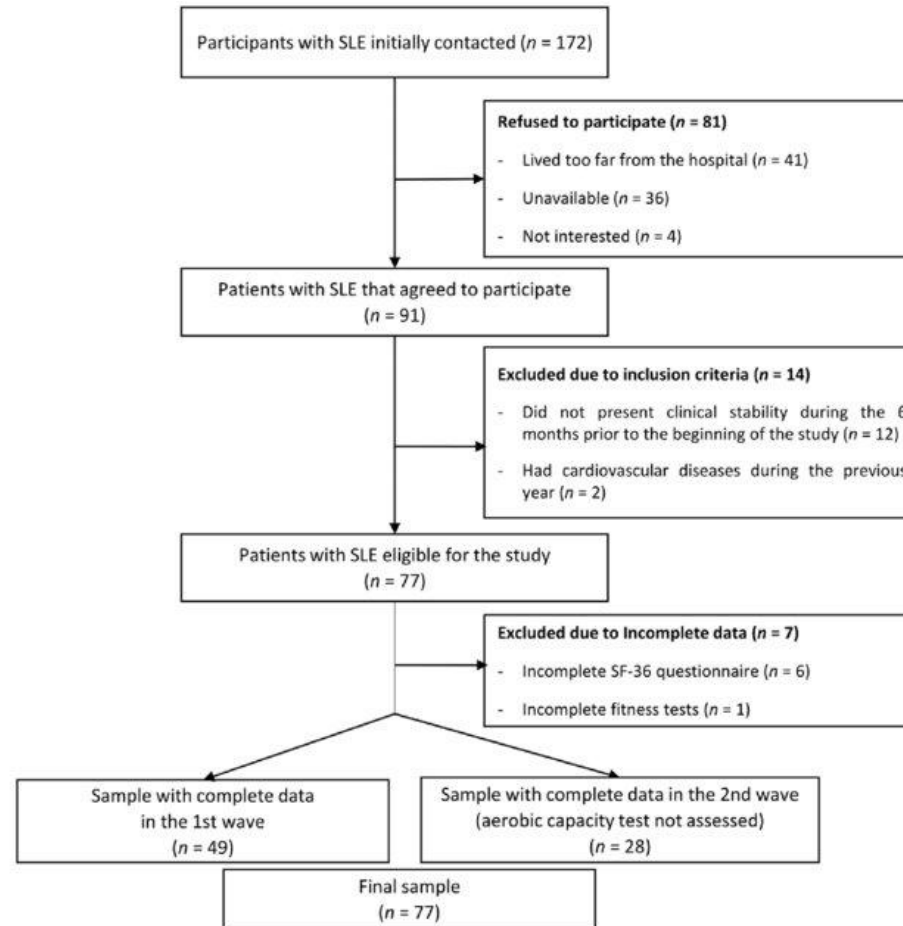 Participants with SLE initially contacted (n = 172)
Refused to participate (n = 81)
- Lived too far from the hospital (n = 41)
- Unavailable (n = 36)
- Not interested (n = 4)
Patients with SLE that agreed to participate
(n = 91)
Excluded due to inclusion criteria (n = 14)
- Did not present clinical stability during the 6
months prior to the beginning of the study (n = 12)
- Had cardiovascular diseases during the previous
year (n = 2)
Patients with SLE eligible for the study
(n = 77)
Excluded due to Incomplete data (n = 7)
- Incomplete SF-36 questionnaire (n = 6)
- Incomplete fitness tests (n = 1)
Sample with complete data
in the 1st wave
(n = 49)
Sample with complete data in the 2nd wave
(aerobic capacity test not assessed)
(n = 28)
Final sample
(n = 77)